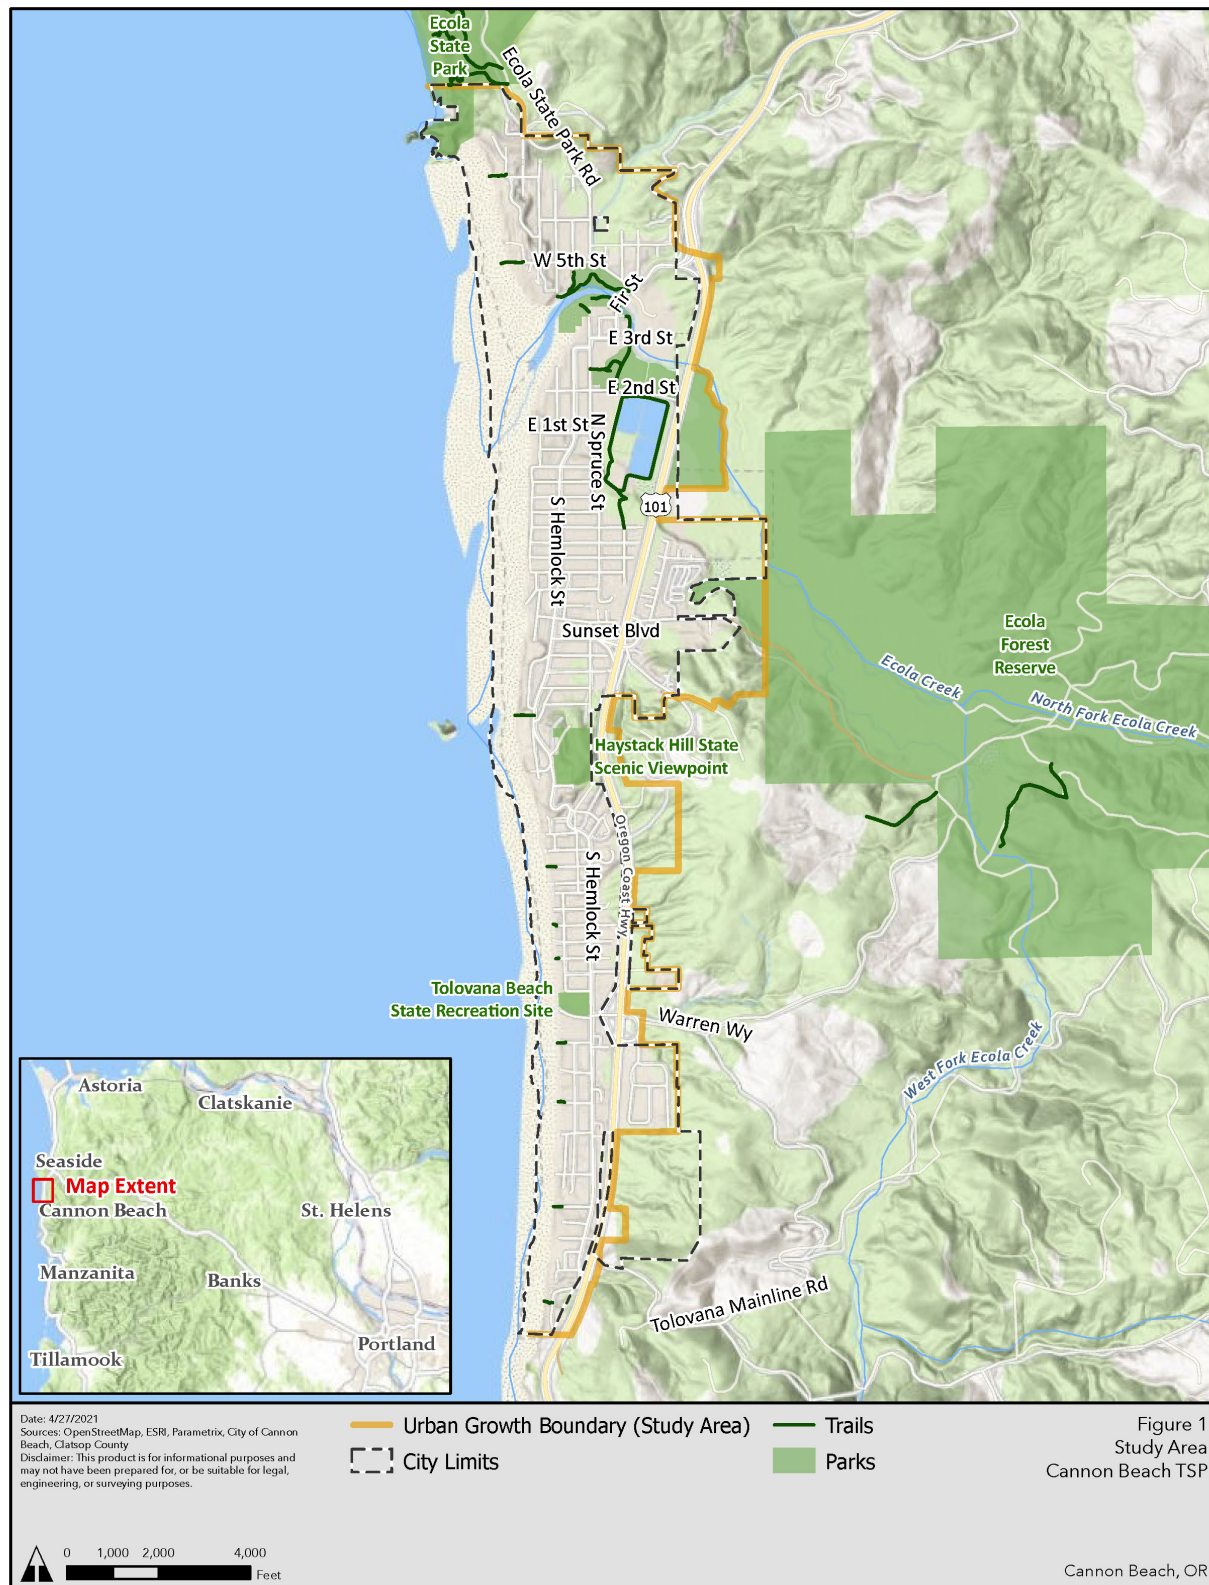 Ecola
State
Park
Ecola State Park Rd
W 5th St
Fir St
E 3rd St
E 2nd St
E 1st St
N Spruce St
101
S Hemlock St
Sunset Blvd
Ecola
Forest
Reserve
Ecola Creek
North Fork Ecola Creek
Haystack Hill State
Scenic Viewpoint
Oregon Coast Hwy
S Hemlock St
Tolovana Beach
State Recreation Site
Warren Wy
West Fork Ecola Creek
Tolovana Mainline Rd
Astoria
Clatskanie
Seaside
Map Extent
Cannon Beach
St. Helens
Manzanita
Banks
Portland
Tillamook
Date: 4/27/2021
Sources: OpenStreetMap, ESRI, Parametrix, City of Cannon
Beach, Clatsop County
Disclaimer: This product is for informational purposes and
may not have been prepared for, or be suitable for legal,
engineering, or surveying purposes.
Urban Growth Boundary (Study Area)
City Limits
Trails
Parks
Figure 1
Study Area
Cannon Beach TSP
0 1,000 2,000 4,000
Feet
Cannon Beach, OR